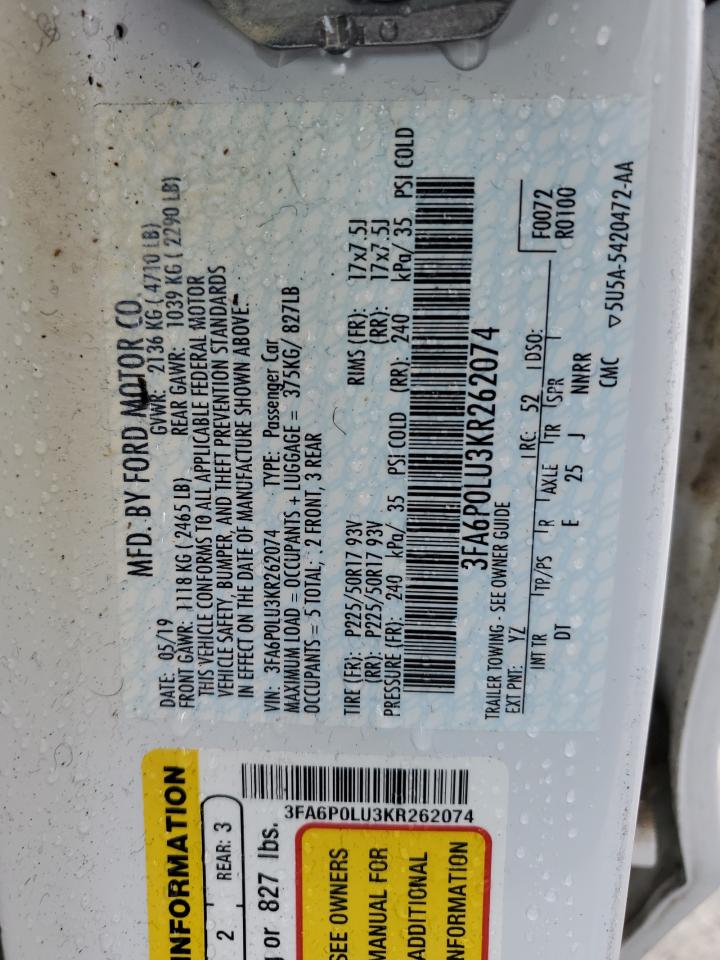 MFD. BY FORD MOTOR CO.
DATE: 05/19 GVWR: 2136 KG (4710 LB)
FRONT GAWR: 1118 KG (2465 LB) REAR GAWR: 1039 KG (2290 LB)
THIS VEHICLE CONFORMS TO ALL APPLICABLE FEDERAL MOTOR
VEHICLE SAFETY, BUMPER, AND THEFT PREVENTION STANDARDS
IN EFFECT ON THE DATE OF MANUFACTURE SHOWN ABOVE.
VIN: 3FA6P0LU3KR262074 TYPE: Passenger Car
MAXIMUM LOAD = OCCUPANTS + LUGGAGE = 375KG/ 827LB
OCCUPANTS = 5 TOTAL; 2 FRONT, 3 REAR
TIRE (FR): P225/50R17 93V RIMS (FR): 17x7.5J
(RR): P225/50R17 93V (RR): 17x7.5J
PRESSURE (FR): 240 kPa/ 35 PSI COLD (RR): 240 kPa/ 35 PSI COLD
3FA6P0LU3KR262074
TRAILER TOWING - SEE OWNER GUIDE
EXT PNT: YZ RC: 52 DSO: F0072
R0100
INT TR TP/PS R AXLE TR SPR
DT E 25 J NNRR
CMC ▽5U5A-5420472-AA
INFORMATION
2 REAR: 3
or 827 lbs.
3FA6P0LU3KR262074
SEE OWNERS
MANUAL FOR
ADDITIONAL
INFORMATION